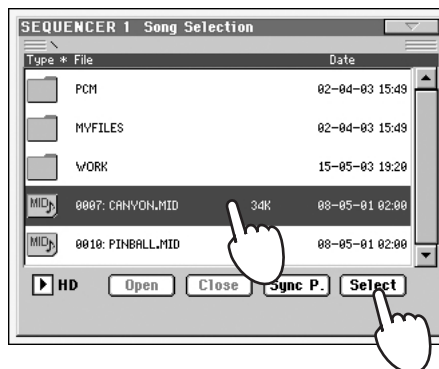 SEQUENCER 1 Song Selection
Type * File Date
PCM 02-04-03 15:49
MYFILES 02-04-03 15:49
WORK 15-05-03 19:20
MID 0007: CANYON.MID 34K 08-05-01 02:00
MID 0010: PINBALL.MID 08-05-01 02:00
HD Open Close Sync P. Select